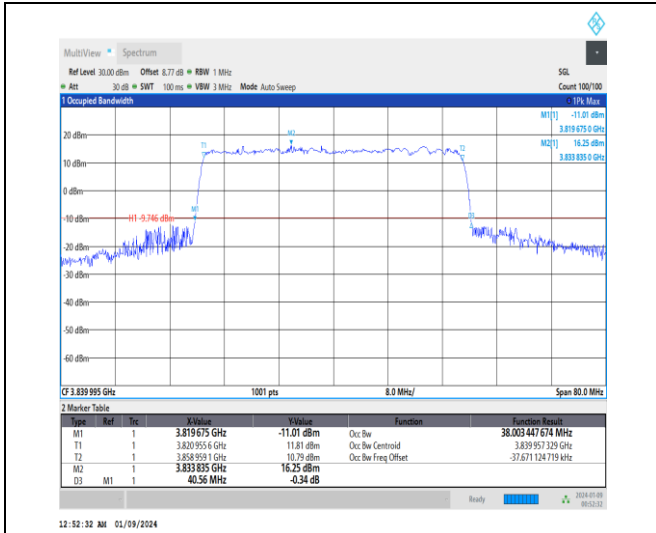 MultiView Spectrum
Ref Level 30.00 dBm Offset 8.77 dB RBW 1 MHz SGL
Att 30 dB SWT 100 ms VBW 3 MHz Mode Auto Sweep Count 100/100
1 Occupied Bandwidth 1Pk Max
M1[1] -11.01 dBm
3.819 675 0 GHz
M2[1] 16.25 dBm
3.833 835 0 GHz
20 dBm
T1 M2 T2
10 dBm
0 dBm
M1
-10 dBm H1 -9.746 dBm
-20 dBm
-30 dBm
-40 dBm
-50 dBm
-60 dBm
CF 3.839 995 GHz 1001 pts 8.0 MHz/ Span 80.0 MHz
2 Marker Table
Type Ref Trc X-Value Y-Value Function Function Result
M1 1 3.819 675 GHz -11.01 dBm Occ Bw 38.003 447 674 MHz
T1 1 3.820 955 6 GHz 11.81 dBm Occ Bw Centroid 3.839 957 329 GHz
T2 1 3.858 959 1 GHz 10.79 dBm Occ Bw Freq Offset -37.671 124 719 kHz
M2 1 3.833 835 GHz 16.25 dBm
D3 M1 1 40.56 MHz -0.34 dB
Ready 2024-01-09
00:52:32
12:52:32 AM 01/09/2024